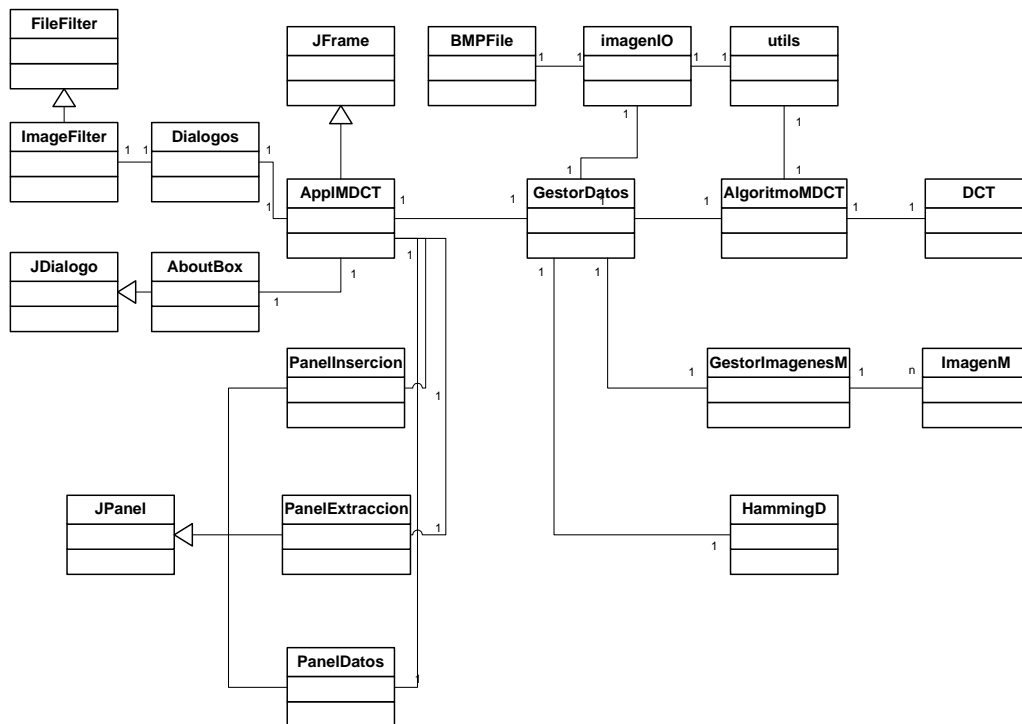 FileFilter
JFrame
BMPFile
imagenIO
utils
1
1
1
1
1
1
ImageFilter
Dialogos
1
1
1
1
1
1
ApplMDCT
GestorDatos
AlgoritmoMDCT
DCT
1
1
1
1
1
1
1
JDialogo
AboutBox
1
1
1
1
1
PanelInsercion
GestorImagenesM
ImagenM
1
1
1
n
JPanel
PanelExtraccion
HammingD
1
1
PanelDatos
1